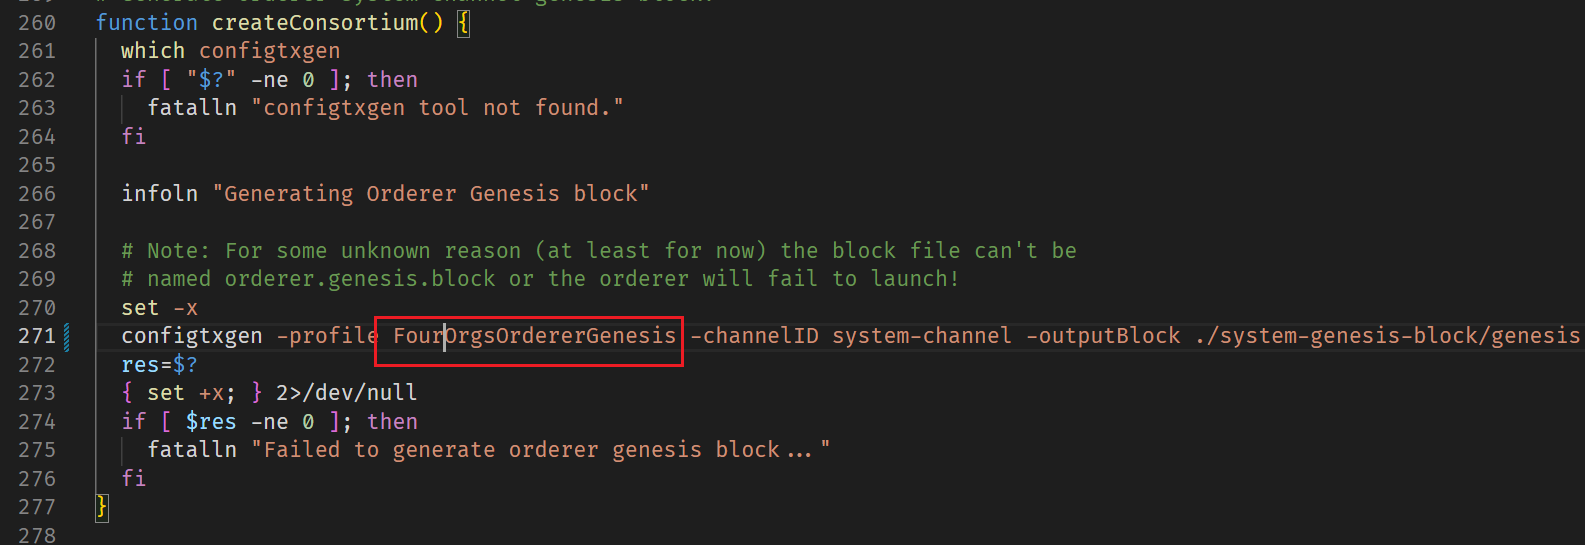 260 function createConsortium() {
261 which configtxgen
262 if [ "$?" -ne 0 ]; then
263 fatalln "configtxgen tool not found."
264 fi
265
266 infoln "Generating Orderer Genesis block"
267
268 # Note: For some unknown reason (at least for now) the block file can't be
269 # named orderer.genesis.block or the orderer will fail to launch!
270 set -x
271 configtxgen -profile FourOrgsOrdererGenesis -channelID system-channel -outputBlock ./system-genesis-block/genesis
272 res=$?
273 { set +x; } 2>/dev/null
274 if [ $res -ne 0 ]; then
275 fatalln "Failed to generate orderer genesis block..."
276 fi
277 }
278